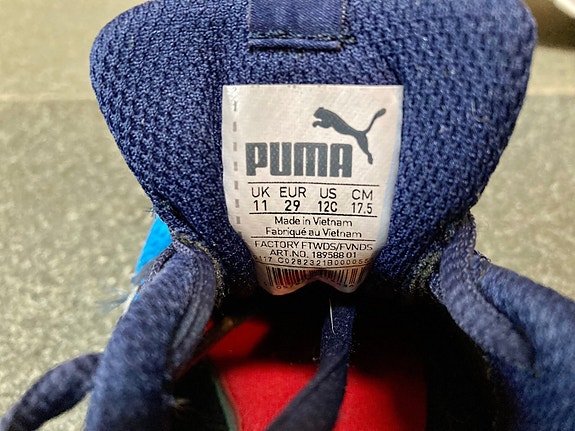 PUMA
UK EUR US CM
11 29 12C 17.5
Made in Vietnam
Fabriqué au Vietnam
FACTORY FTWDS/FVNDS
ART.NO. 189588 01